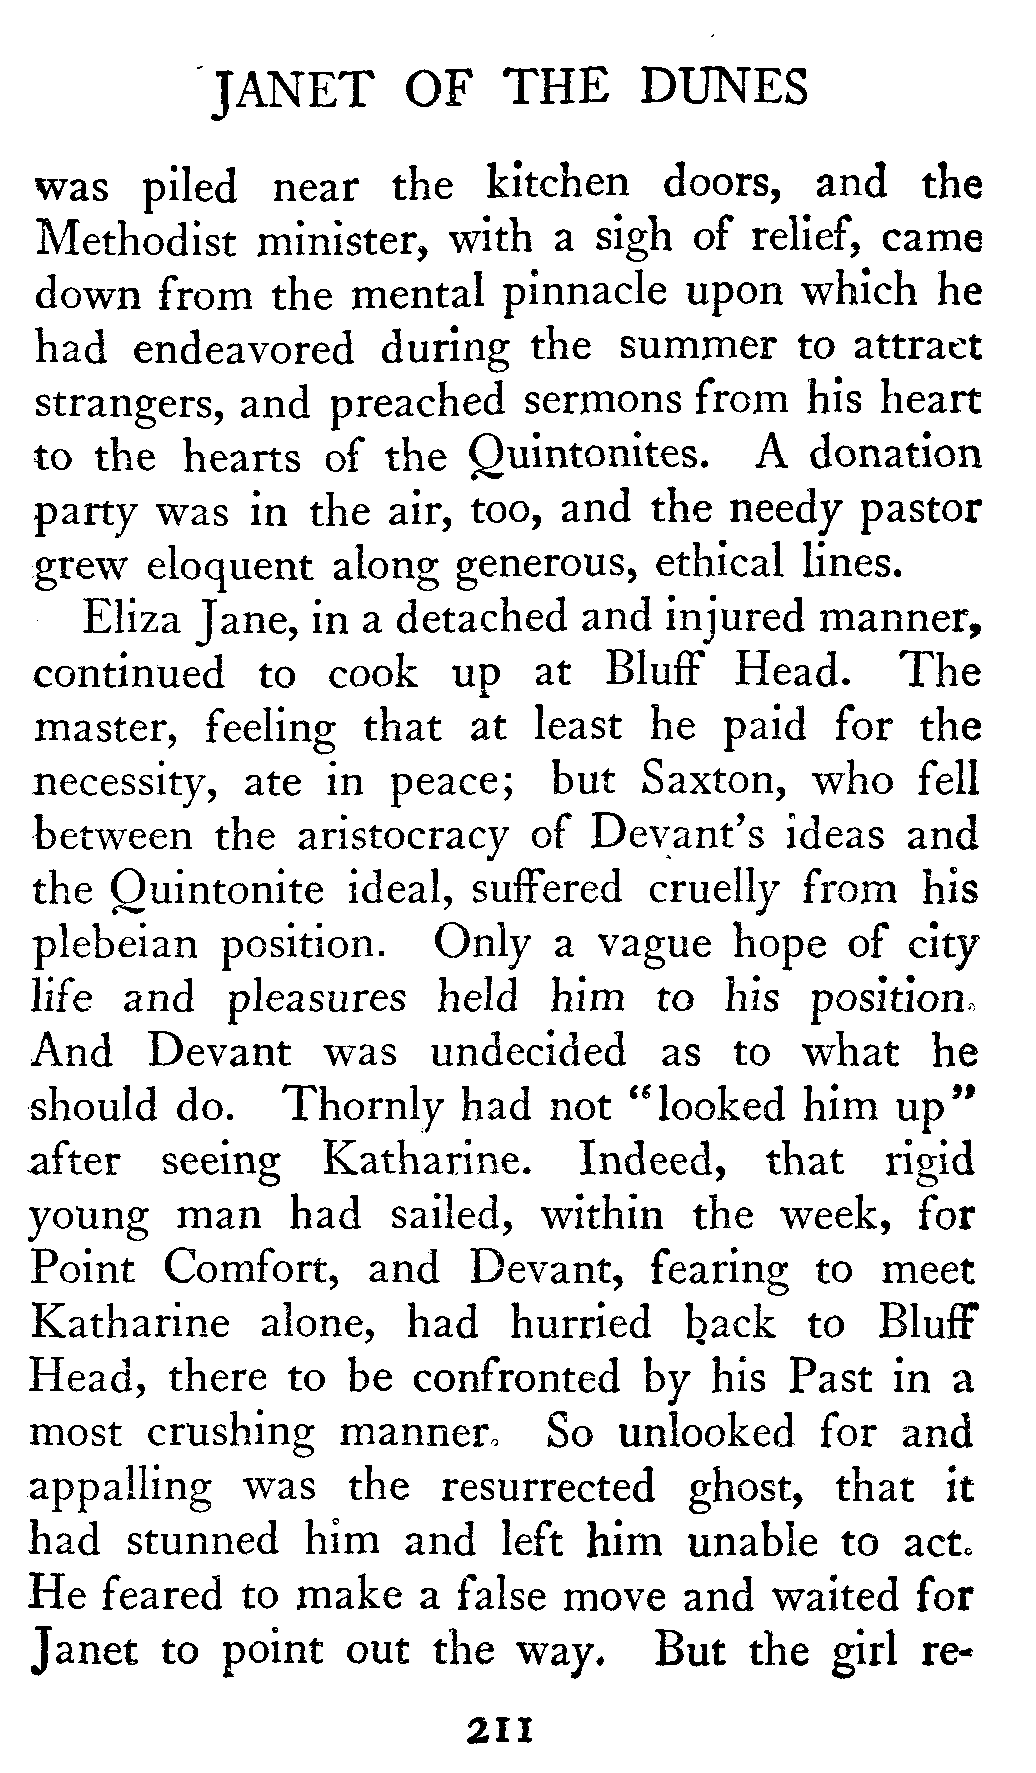 JANET OF THE DUNES
was piled near the kitchen doors, and the
Methodist minister, with a sigh of relief, came
down from the mental pinnacle upon which he
had endeavored during the summer to attract
strangers, and preached sermons from his heart
to the hearts of the Quintonites. A donation
party was in the air, too, and the needy pastor
grew eloquent along generous, ethical lines.
Eliza Jane, in a detached and injured manner,
continued to cook up at Bluff Head. The
master, feeling that at least he paid for the
necessity, ate in peace; but Saxton, who fell
between the aristocracy of Devant's ideas and
the Quintonite ideal, suffered cruelly from his
plebeian position. Only a vague hope of city
life and pleasures held him to his position.
And Devant was undecided as to what he
should do. Thornly had not "looked him up"
after seeing Katharine. Indeed, that rigid
young man had sailed, within the week, for
Point Comfort, and Devant, fearing to meet
Katharine alone, had hurried back to Bluff
Head, there to be confronted by his Past in a
most crushing manner. So unlooked for and
appalling was the resurrected ghost, that it
had stunned him and left him unable to act.
He feared to make a false move and waited for
Janet to point out the way. But the girl re-
211